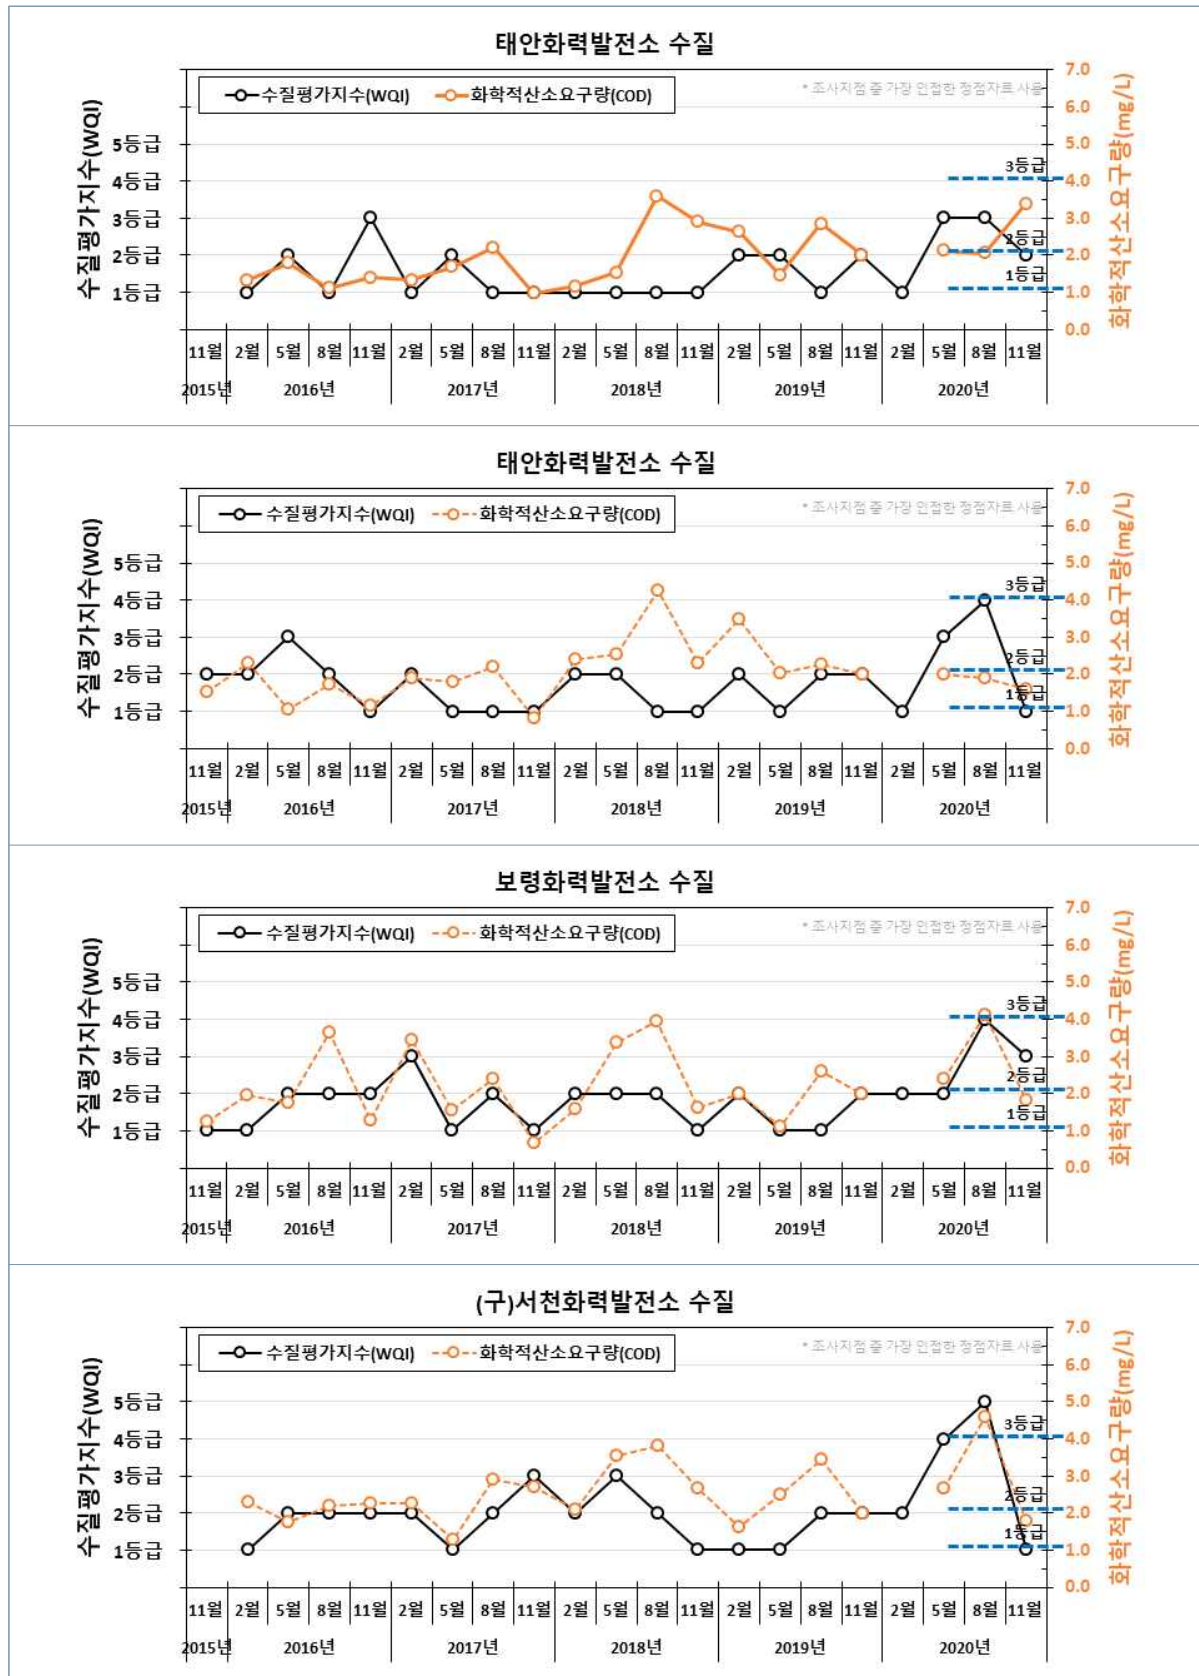 태안화력발전소 수질
수질평가지수(WQI) 화학적산소요구량(COD)
* 조사지점 중 가장 인접한 정점자료 사용
수질평가지수(WQI)
화학적산소요구량(mg/L)
7.0
6.0
5등급 5.0
4등급 3등급 4.0
3등급 3.0
2등급 2등급 2.0
1등급 1등급 1.0
0.0
11월 2월 5월 8월 11월 2월 5월 8월 11월 2월 5월 8월 11월 2월 5월 8월 11월 2월 5월 8월 11월
2015년 2016년 2017년 2018년 2019년 2020년
태안화력발전소 수질
수질평가지수(WQI) 화학적산소요구량(COD)
* 조사지점 중 가장 인접한 정점자료 사용
수질평가지수(WQI)
화학적산소요구량(mg/L)
7.0
6.0
5등급 5.0
4등급 3등급 4.0
3등급 3.0
2등급 2등급 2.0
1등급 1등급 1.0
0.0
11월 2월 5월 8월 11월 2월 5월 8월 11월 2월 5월 8월 11월 2월 5월 8월 11월 2월 5월 8월 11월
2015년 2016년 2017년 2018년 2019년 2020년
보령화력발전소 수질
수질평가지수(WQI) 화학적산소요구량(COD)
* 조사지점 중 가장 인접한 정점자료 사용
수질평가지수(WQI)
화학적산소요구량(mg/L)
7.0
6.0
5등급 5.0
4등급 3등급 4.0
3등급 3.0
2등급 2등급 2.0
1등급 1등급 1.0
0.0
11월 2월 5월 8월 11월 2월 5월 8월 11월 2월 5월 8월 11월 2월 5월 8월 11월 2월 5월 8월 11월
2015년 2016년 2017년 2018년 2019년 2020년
(구)서천화력발전소 수질
수질평가지수(WQI) 화학적산소요구량(COD)
* 조사지점 중 가장 인접한 정점자료 사용
수질평가지수(WQI)
화학적산소요구량(mg/L)
7.0
6.0
5등급 5.0
4등급 3등급 4.0
3등급 3.0
2등급 2등급 2.0
1등급 1등급 1.0
0.0
11월 2월 5월 8월 11월 2월 5월 8월 11월 2월 5월 8월 11월 2월 5월 8월 11월 2월 5월 8월 11월
2015년 2016년 2017년 2018년 2019년 2020년